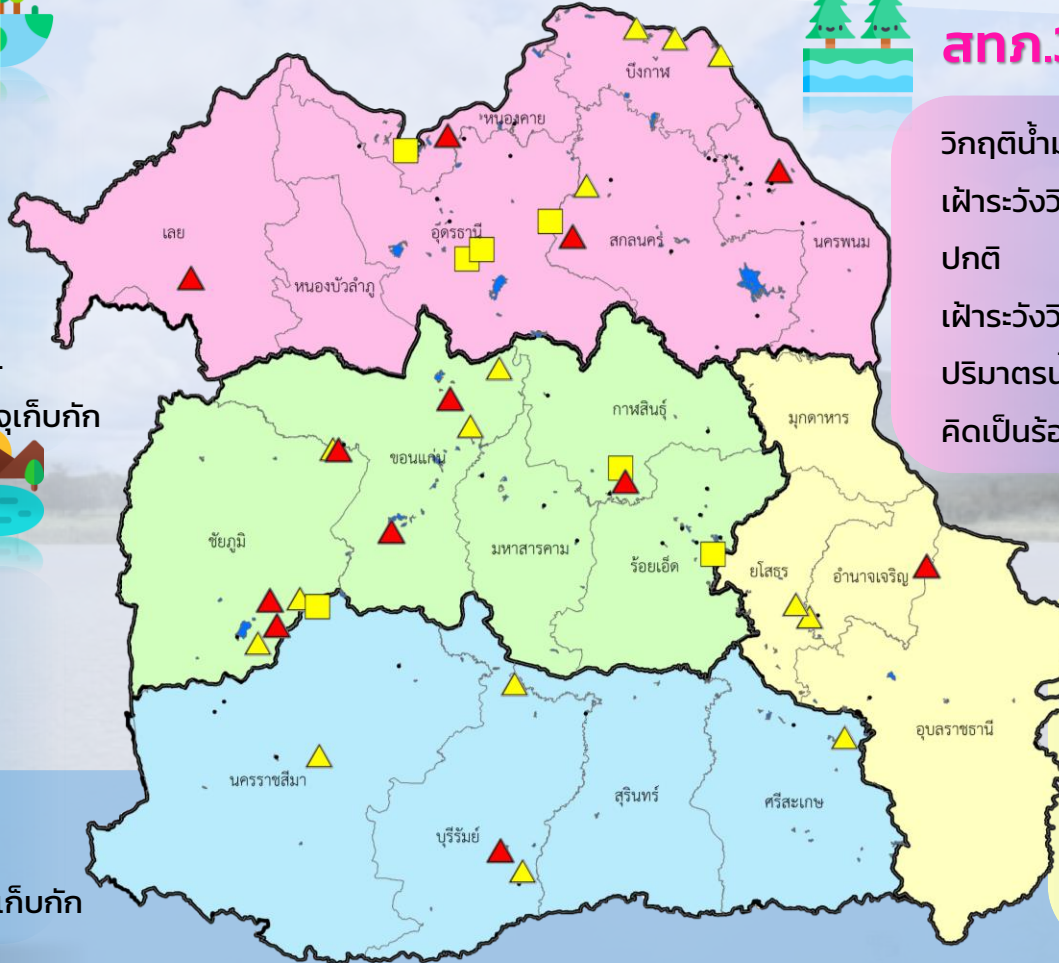 สทภ.3
วิกฤติน้ำม
เฝ้าระวังวิ
ปกติ
เฝ้าระวังวิ
ปริมาตรน้
คิดเป็นร้อ
บึงกาฬ
หนองคาย
เลย
อุดรธานี
สกลนคร
นครพนม
หนองบัวลำภู
จุเก็บกัก
กาฬสินธุ์
มุกดาหาร
ขอนแก่น
ชัยภูมิ
มหาสารคาม
ร้อยเอ็ด
ยโสธร
อำนาจเจริญ
อุบลราชธานี
นครราชสีมา
สุรินทร์
ศรีสะเกษ
บุรีรัมย์
เก็บกัก